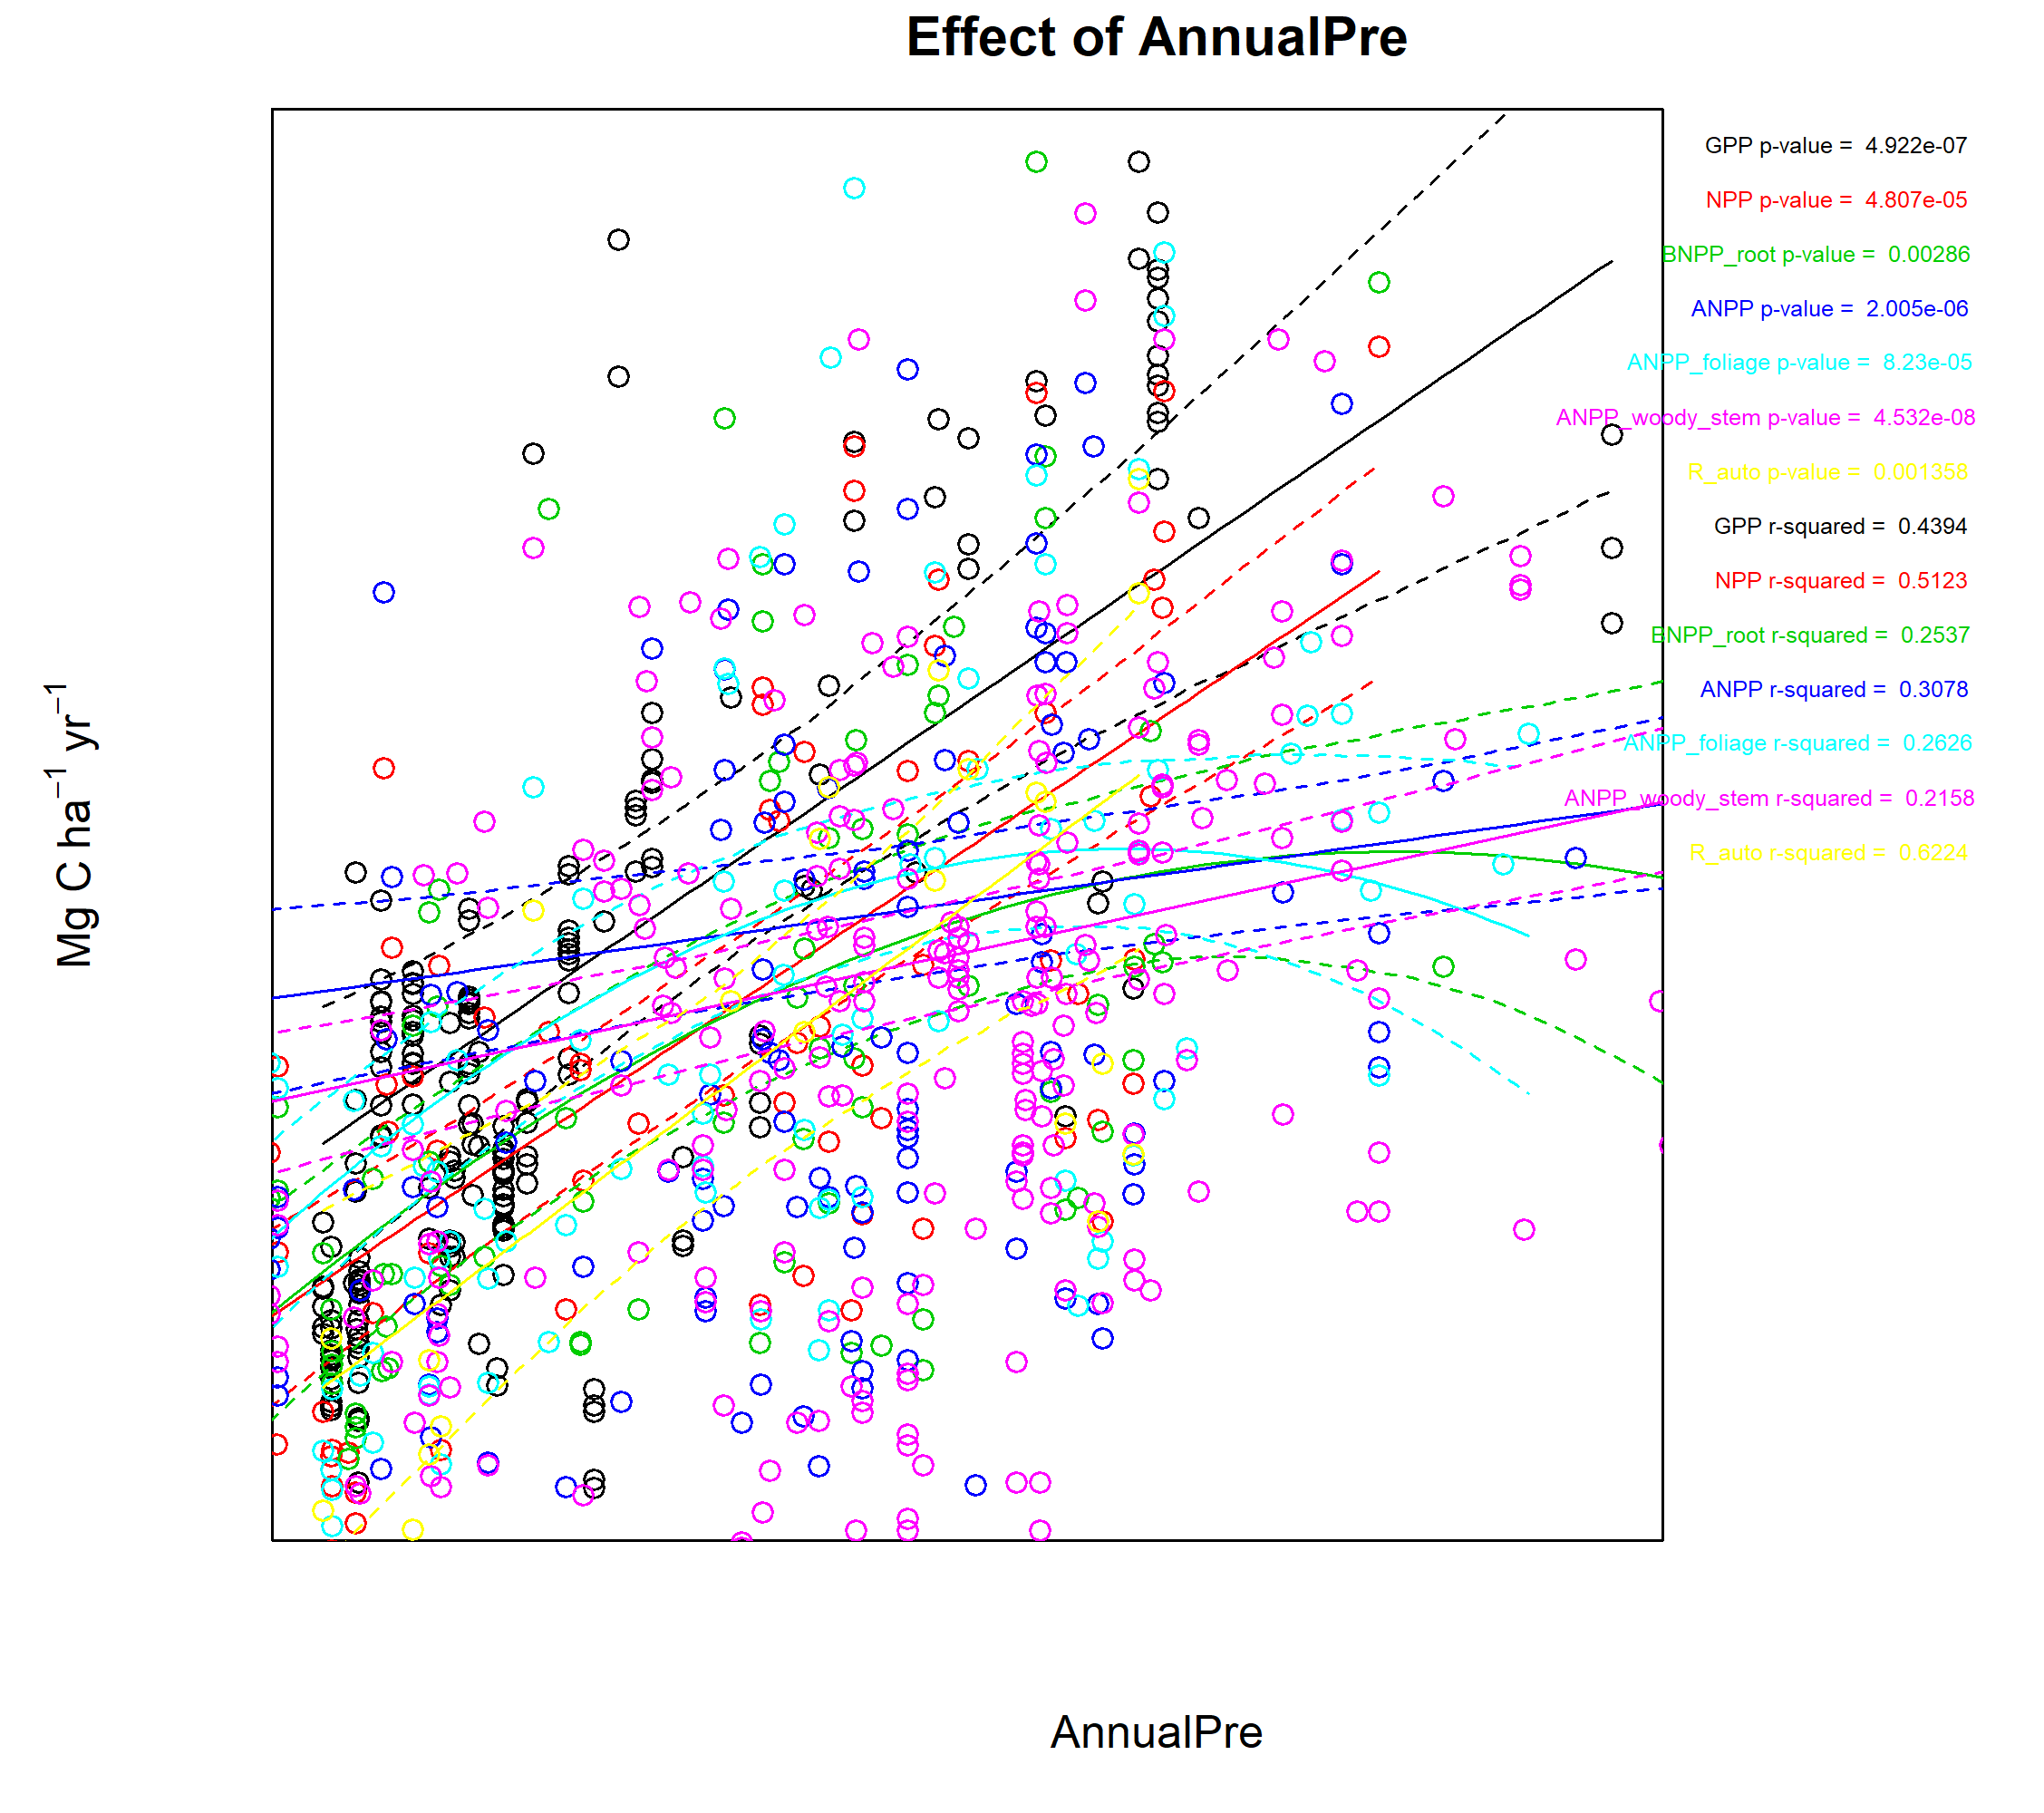 Effect of AnnualPre
GPP p-value = 4.922e-07
NPP p-value = 4.807e-05
BNPP_root p-value = 0.00286
ANPP p-value = 2.005e-06
ANPP_foliage p-value = 8.23e-05
ANPP_woody_stem p-value = 4.532e-08
R_auto p-value = 0.001358
GPP r-squared = 0.4394
NPP r-squared = 0.5123
BNPP_root r-squared = 0.2537
ANPP r-squared = 0.3078
ANPP_foliage r-squared = 0.2626
ANPP_woody_stem r-squared = 0.2158
R_auto r-squared = 0.6224
Mg C ha⁻¹ yr⁻¹
AnnualPre